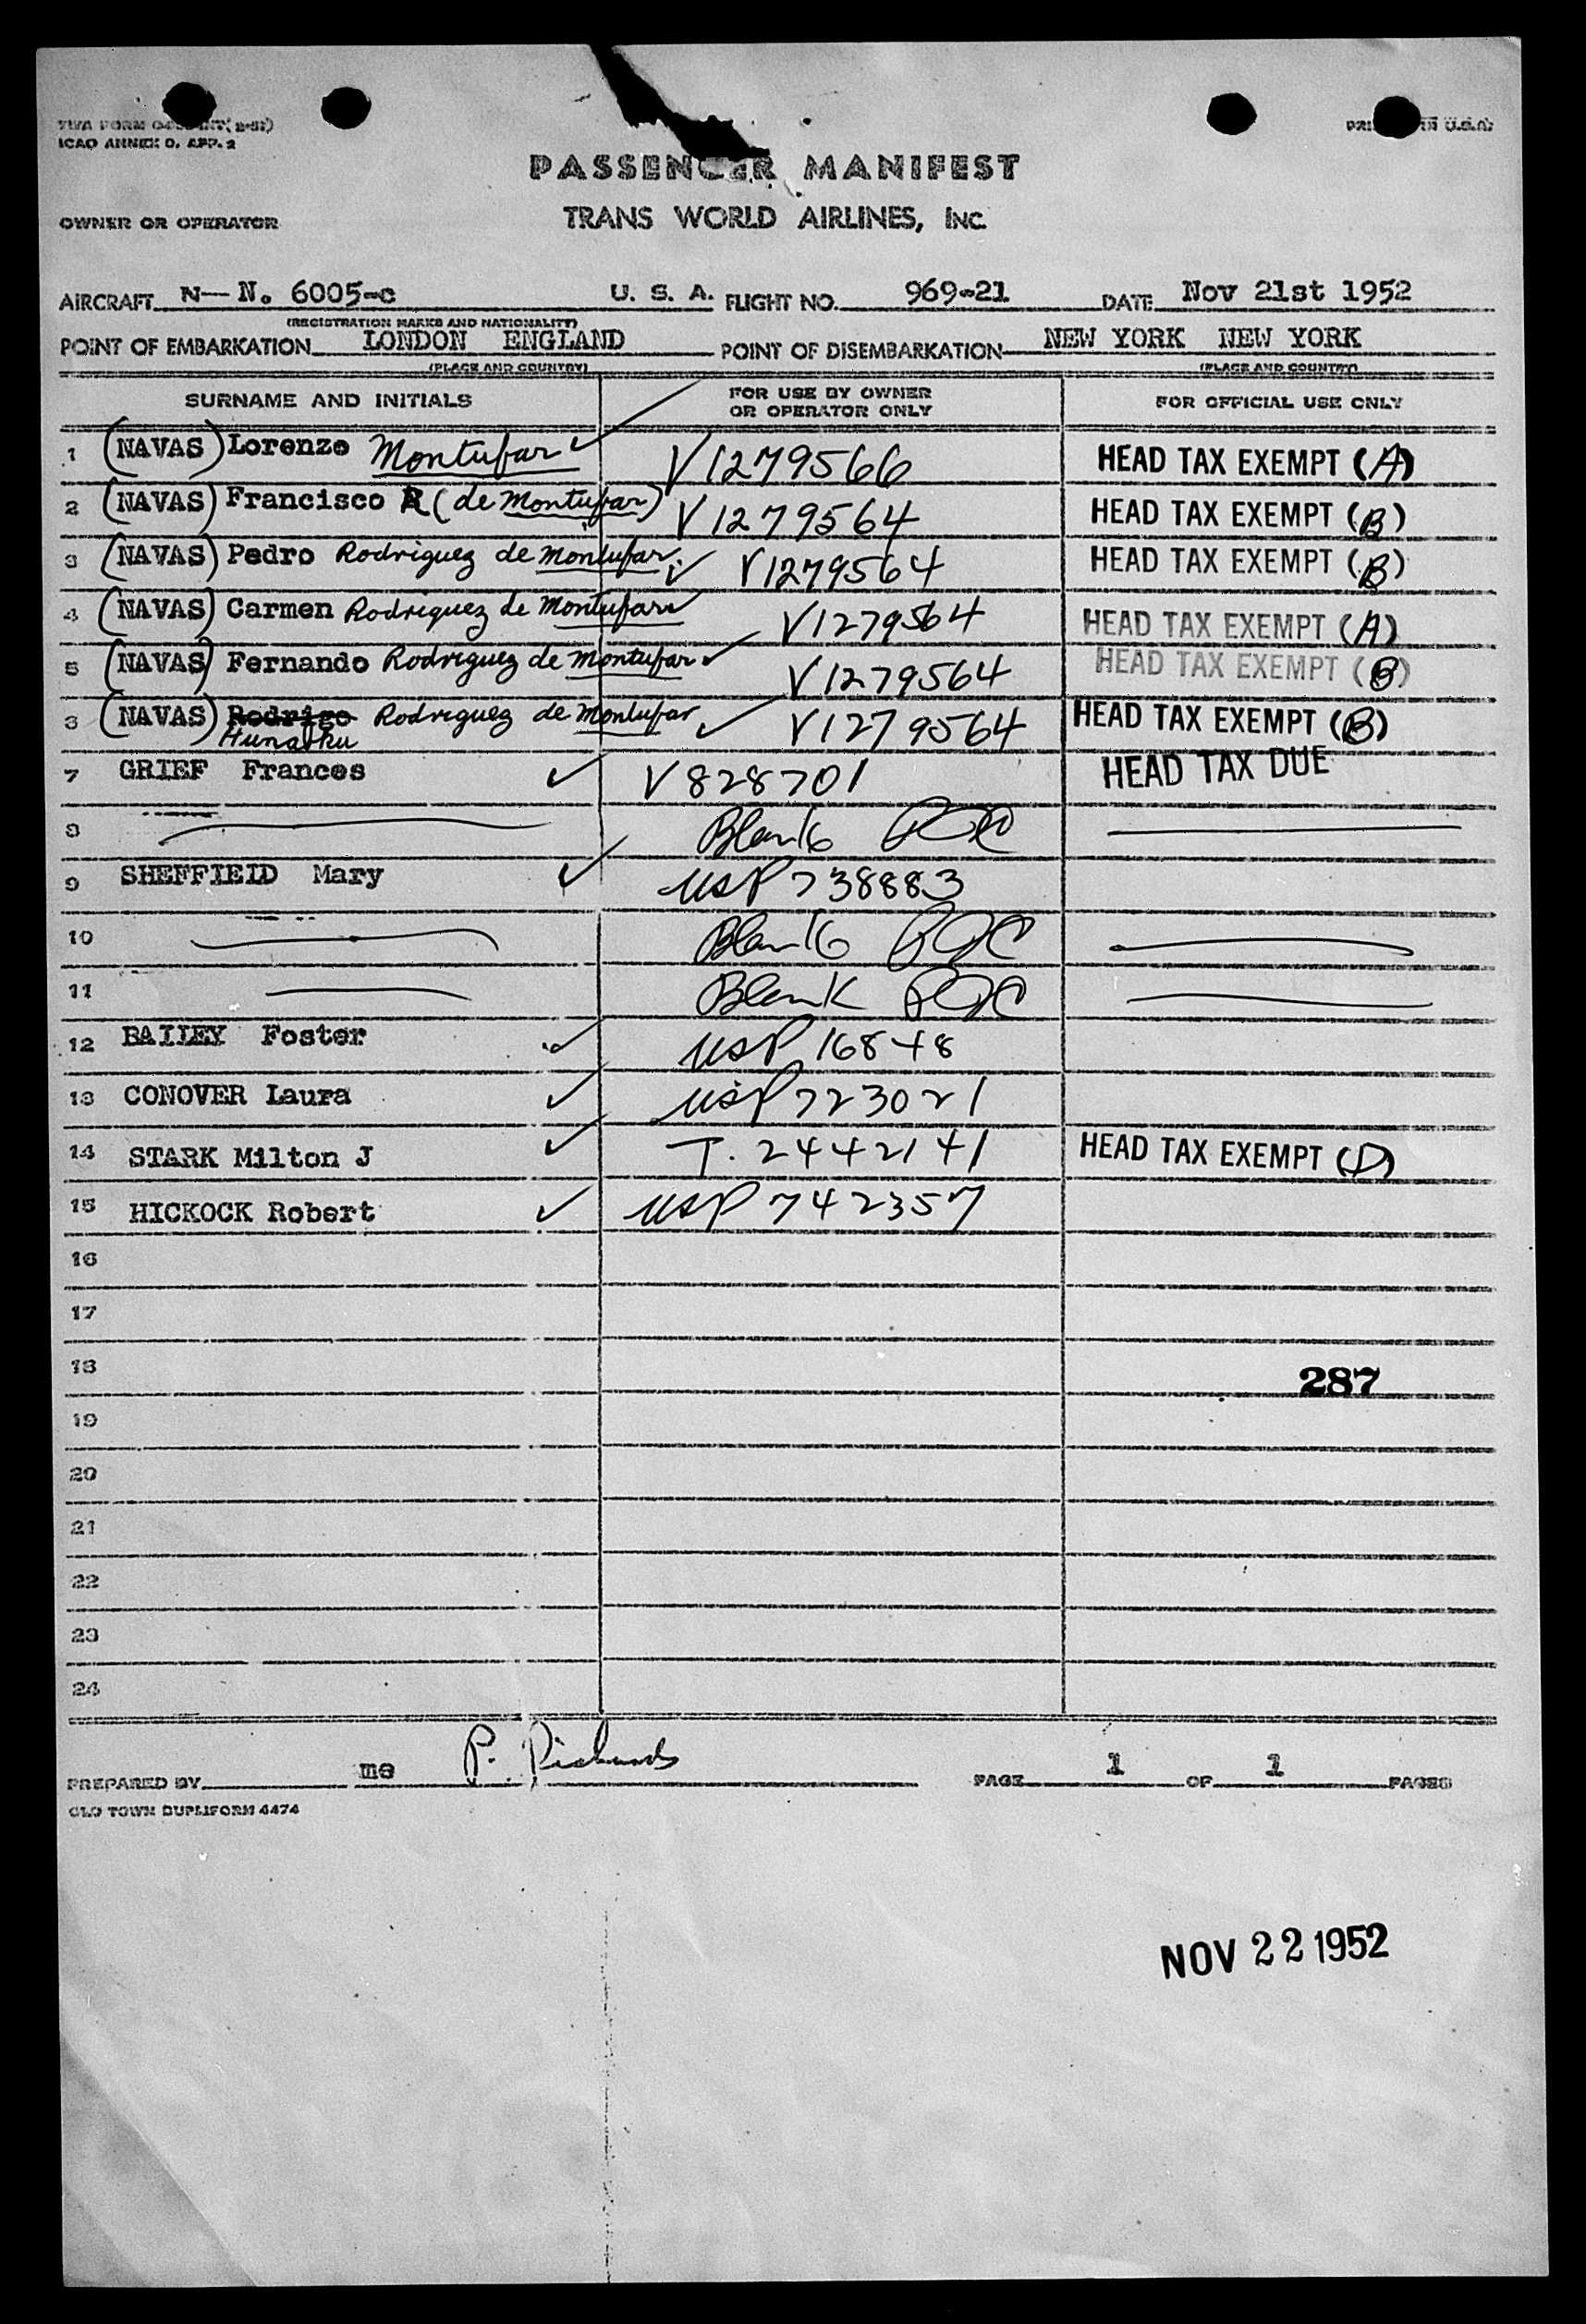 TWA FORM
ICAO ANNEX 9. APP. 2
IN U.S.A.
PASSENGER MANIFEST
OWNER OR OPERATOR TRANS WORLD AIRLINES, INC.
AIRCRAFT N—N. 6005-C U. S. A. FLIGHT NO. 969-21 DATE Nov 21st 1952
(REGISTRATION MARKS AND NATIONALITY)
POINT OF EMBARKATION LONDON ENGLAND POINT OF DISEMBARKATION NEW YORK NEW YORK
(PLACE AND COUNTRY) (PLACE AND COUNTRY)
SURNAME AND INITIALS FOR USE BY OWNER OR OPERATOR ONLY FOR OFFICIAL USE ONLY
1 (NAVAS) Lorenzo Montufar ✓ V1279566 HEAD TAX EXEMPT (A)
2 (NAVAS) Francisco R (de Montufar) V1279564 HEAD TAX EXEMPT (B)
3 (NAVAS) Pedro Rodriguez de Montufar ✓ V1279564 HEAD TAX EXEMPT (B)
4 (NAVAS) Carmen Rodriguez de Montufar ✓ V1279564 HEAD TAX EXEMPT (A)
5 (NAVAS) Fernando Rodriguez de Montufar ✓ V1279564 HEAD TAX EXEMPT (B)
6 (NAVAS) Rodrigo Rodriguez de Montufar ✓ V1279564 HEAD TAX EXEMPT (B)
7 GRIEF Frances ✓ V828701 HEAD TAX DUE
8 Blank
9 SHEFFIELD Mary ✓ USP 738883
10 Blank
11 Blank
12 BAILEY Foster ✓ USP 16848
13 CONOVER Laura ✓ USP 723021
14 STARK Milton J ✓ T. 2442141 HEAD TAX EXEMPT (D)
15 HICKOCK Robert ✓ USP 742357
16
17
18 287
19
20
21
22
23
24
PREPARED BY me P. Richards PAGE 1 OF 1 PAGES
OLD TOWN DUPLIFORM 4474
NOV 22 1952